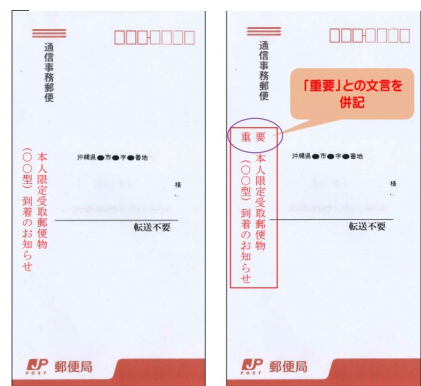 通信事務郵便
沖縄県●市●字●番地
様
本人限定受取郵便物
（〇〇型）到着のお知らせ
転送不要
JP
POST
郵便局
通信事務郵便
「重要」との文言を
併記
重要
沖縄県●市●字●番地
様
本人限定受取郵便物
（〇〇型）到着のお知らせ
転送不要
JP
POST
郵便局